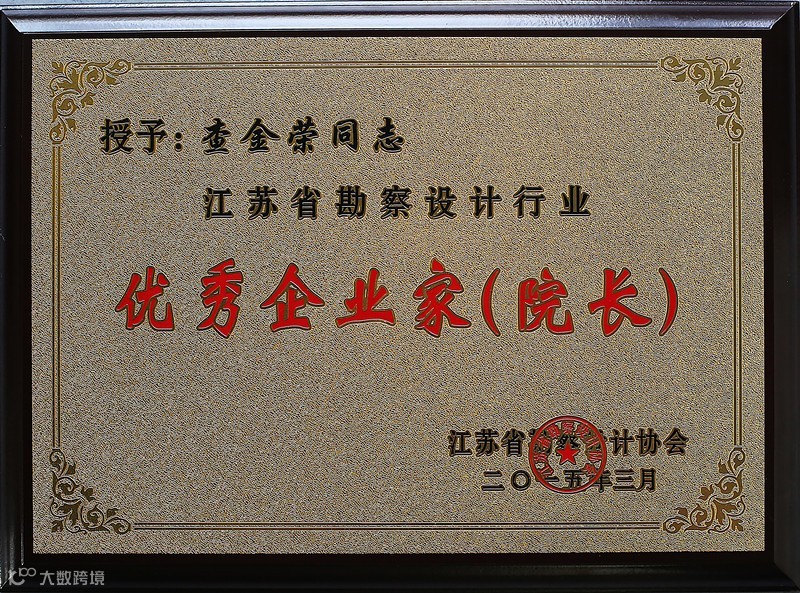 授予：查金荣同志
江苏省勘察设计行业
优秀企业家（院长）
江苏省勘察设计协会
二〇一五年三月
大数跨境